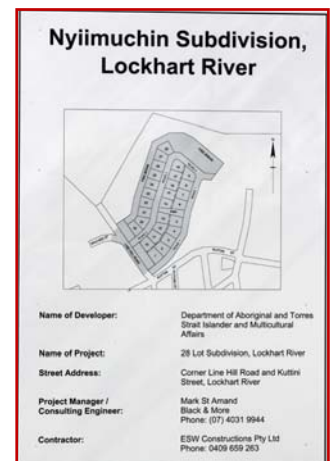 Nyiimuchin Subdivision,
Lockhart River
Name of Developer: Department of Aboriginal and Torres
Strait Islander and Multicultural
Affairs
Name of Project: 28 Lot Subdivision, Lockhart River
Street Address: Corner Line Hill Road and Kuttini
Street, Lockhart River
Project Manager / Mark St Amand
Consulting Engineer: Black & More
Phone: (07) 4031 9944
Contractor: ESW Constructions Pty Ltd
Phone: 0409 659 263